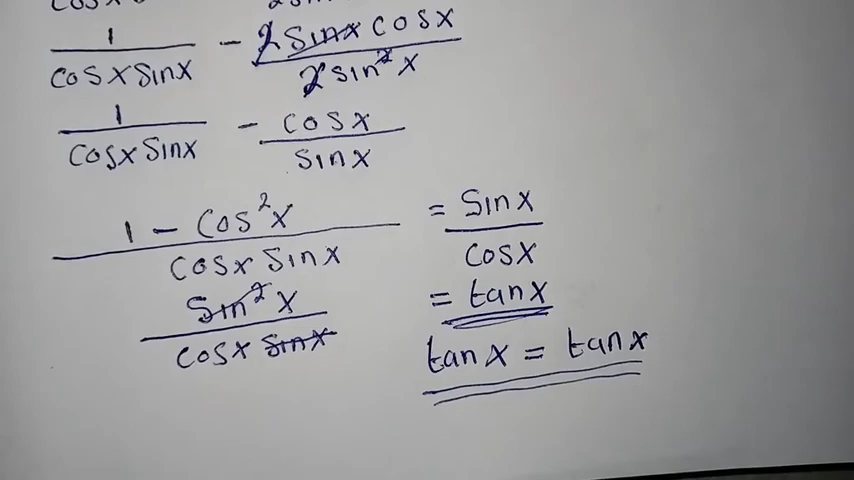 cosx
1/(cosx sinx) - 2sinx cosx/2sin²x
1/(cosx sinx) - cosx/sinx
1 - cos²x/(cosx sinx) = sinx/cosx
sin²x/(cosx sinx) = tanx
tanx = tanx